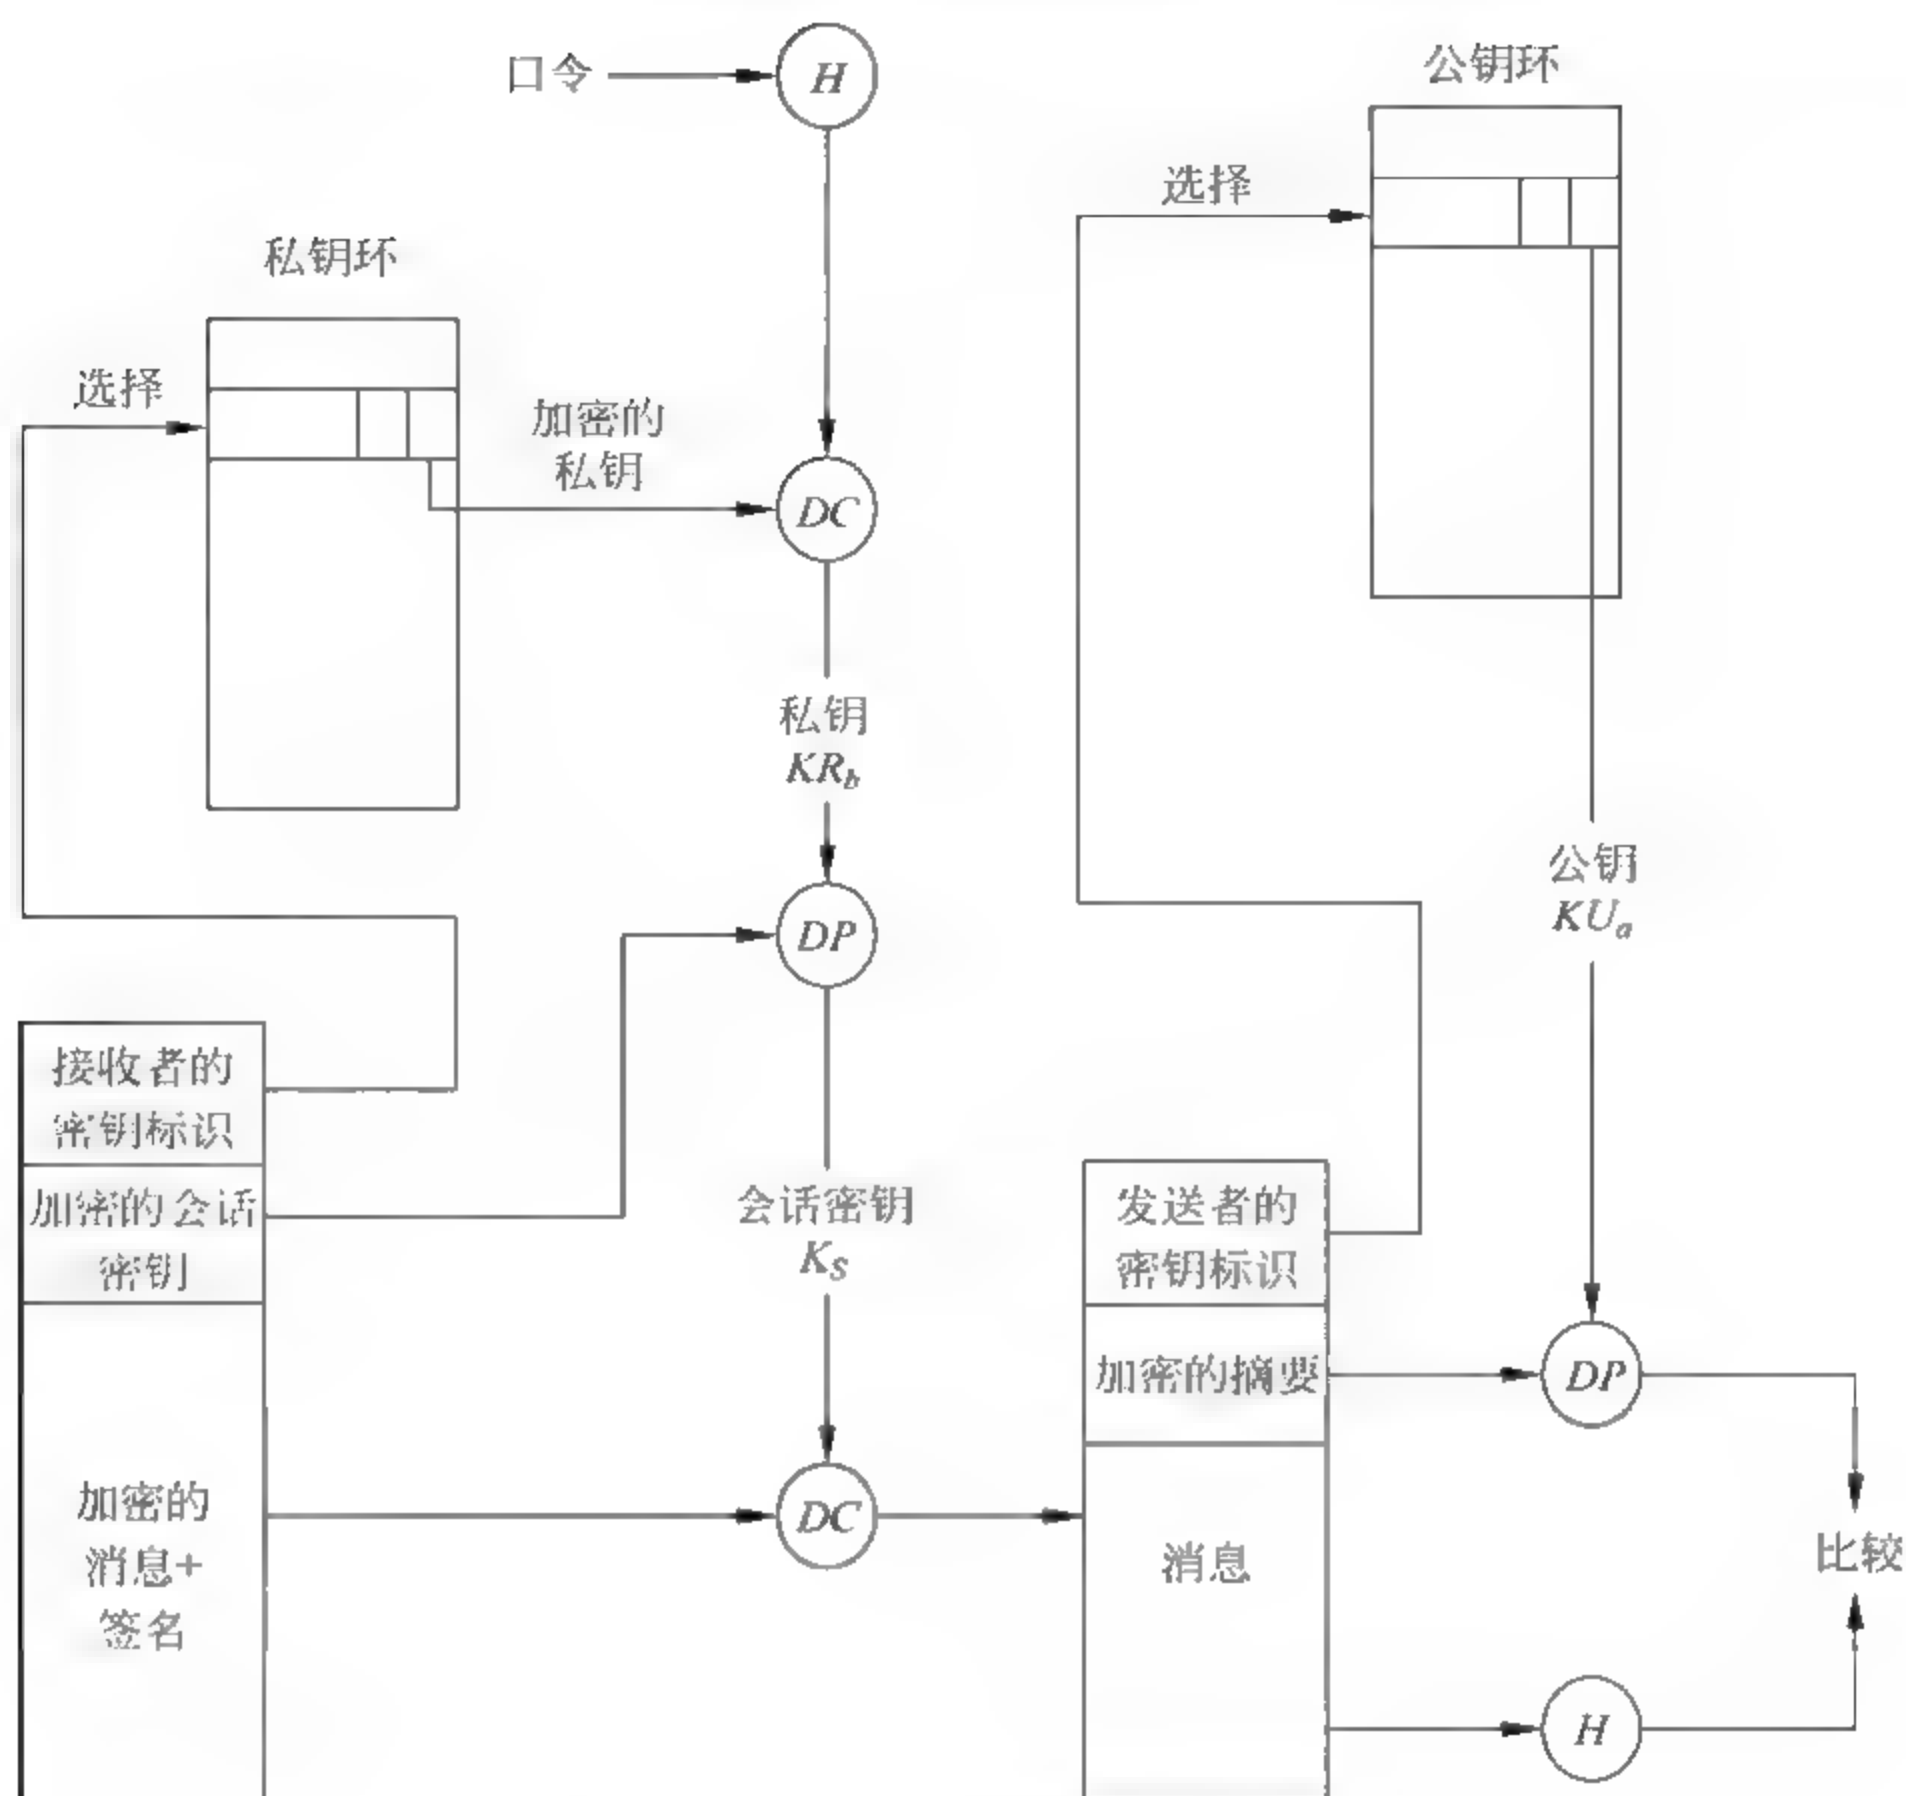 口令
H
公钥环
选择
私钥环
选择
加密的
私钥
DC
私钥
KR_b
公钥
KU_a
DP
接收者的
密钥标识
加密的会话
密钥
会话密钥
K_S
发送者的
密钥标识
加密的摘要
DP
加密的
消息+
签名
DC
消息
比较
H